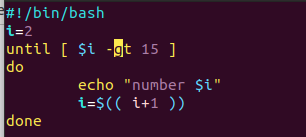 #!/bin/bash
i=2
until [ $i -gt 15 ]
do
        echo "number $i"
        i=$(( i+1 ))
done